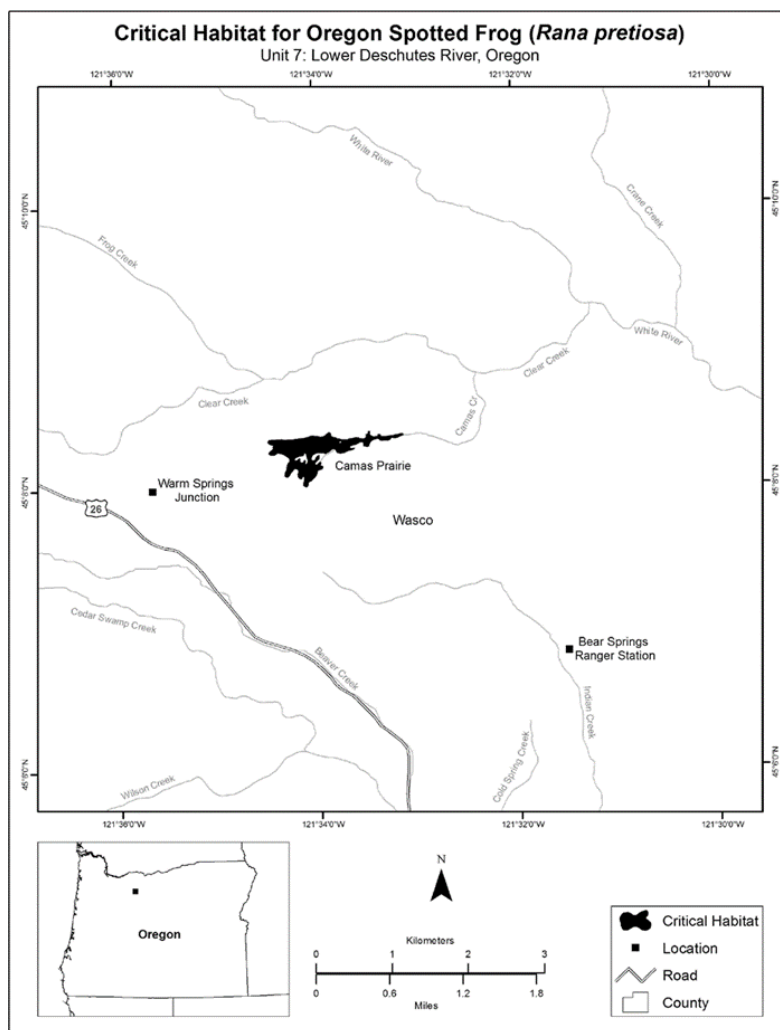 Critical Habitat for Oregon Spotted Frog (Rana pretiosa)
Unit 7: Lower Deschutes River, Oregon
121°36'0"W
121°34'0"W
121°32'0"W
121°30'0"W
45°10'0"N
45°10'0"N
White River
Crane Creek
Frog Creek
White River
Clear Creek
Clear Creek
Camas Cr.
Camas Prairie
Warm Springs
Junction
45°8'0"N
45°8'0"N
26
Wasco
Cedar Swamp Creek
Beaver Creek
Bear Springs
Ranger Station
Indian Creek
Cold Spring Creek
Wilson Creek
45°6'0"N
45°6'0"N
121°36'0"W
121°34'0"W
121°32'0"W
121°30'0"W
Oregon
N
0 1 2 3
Kilometers
0 0.6 1.2 1.8
Miles
Critical Habitat
Location
Road
County